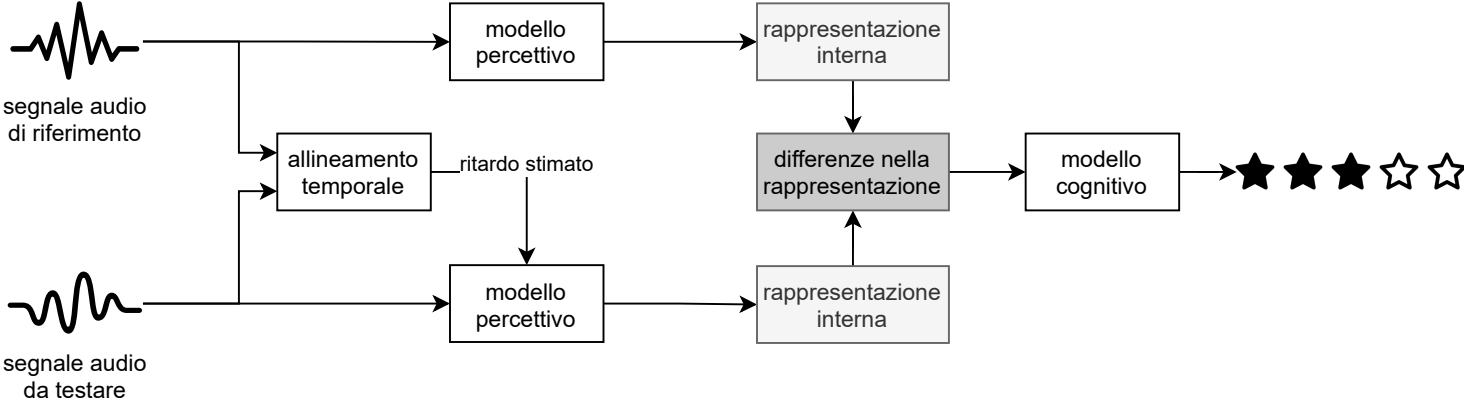 modello
percettivo
rappresentazione
interna
segnale audio
di riferimento
allineamento
temporale
ritardo stimato
differenze nella
rappresentazione
modello
cognitivo
modello
percettivo
rappresentazione
interna
segnale audio
da testare